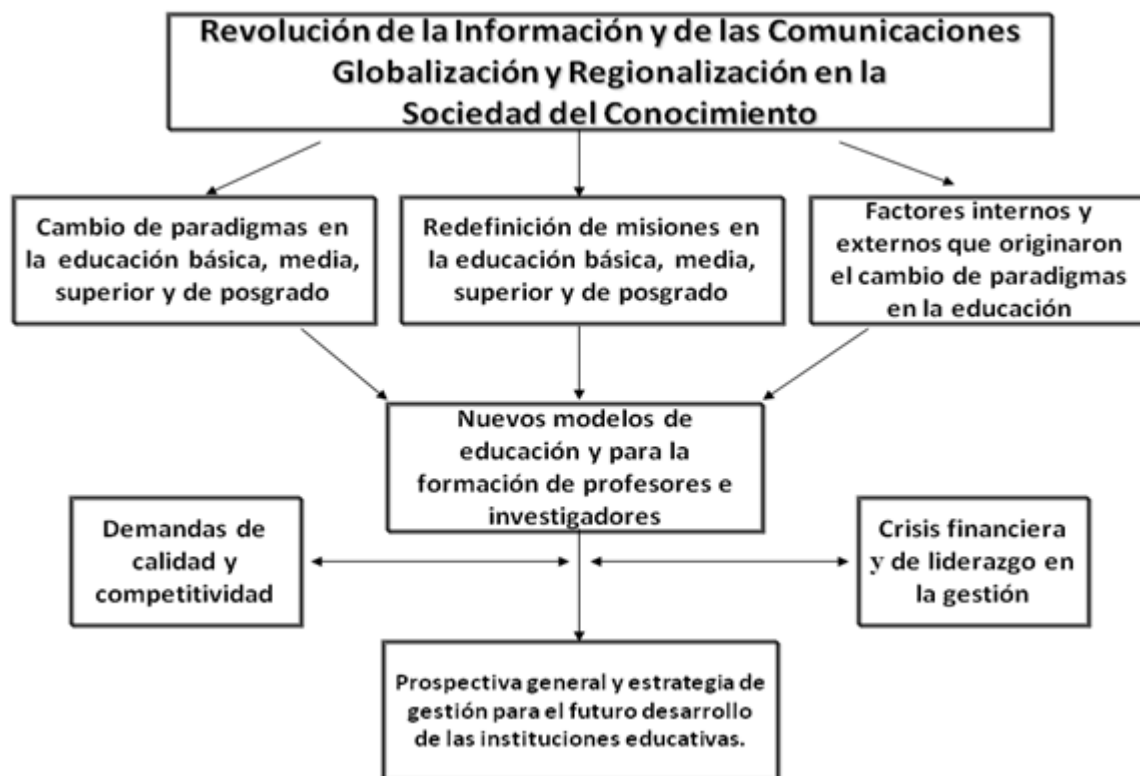 Revolución de la Información y de las Comunicaciones
Globalización y Regionalización en la
Sociedad del Conocimiento
Cambio de paradigmas en
la educación básica, media,
superior y de posgrado
Redefinición de misiones en
la educación básica, media,
superior y de posgrado
Factores internos y
externos que originaron
el cambio de paradigmas
en la educación
Nuevos modelos de
educación y para la
formación de profesores e
investigadores
Demandas de
calidad y
competitividad
Crisis financiera
y de liderazgo en
la gestión
Prospectiva general y estrategia de
gestión para el futuro desarrollo
de las instituciones educativas.